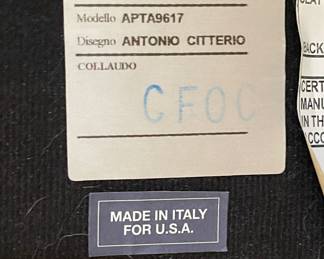 Modello APTA9617
Disegno ANTONIO CITTERIO
COLLAUDO
CFOC
MADE IN ITALY
FOR U.S.A.
BACK
CERT
MANU
IN TH